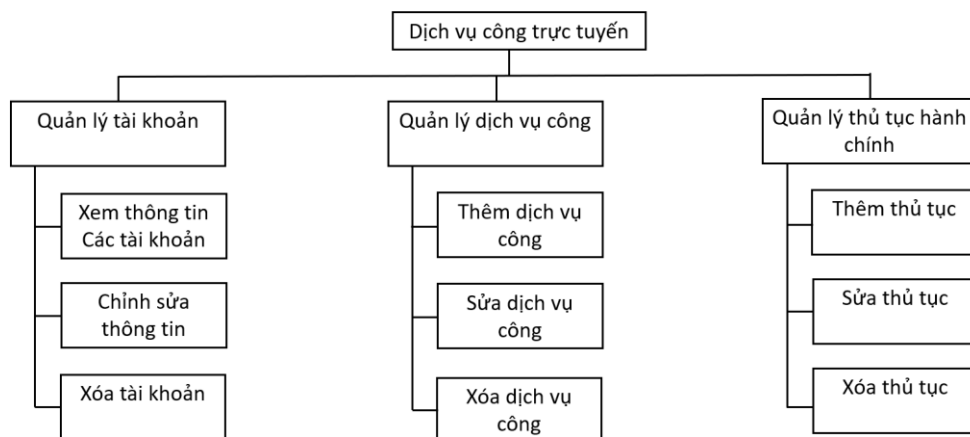 Dịch vụ công trực tuyến
Quản lý tài khoản
Quản lý dịch vụ công
Quản lý thủ tục hành
chính
Xem thông tin
Các tài khoản
Thêm dịch vụ
công
Thêm thủ tục
Chỉnh sửa
thông tin
Sửa dịch vụ
công
Sửa thủ tục
Xóa tài khoản
Xóa dịch vụ
công
Xóa thủ tục